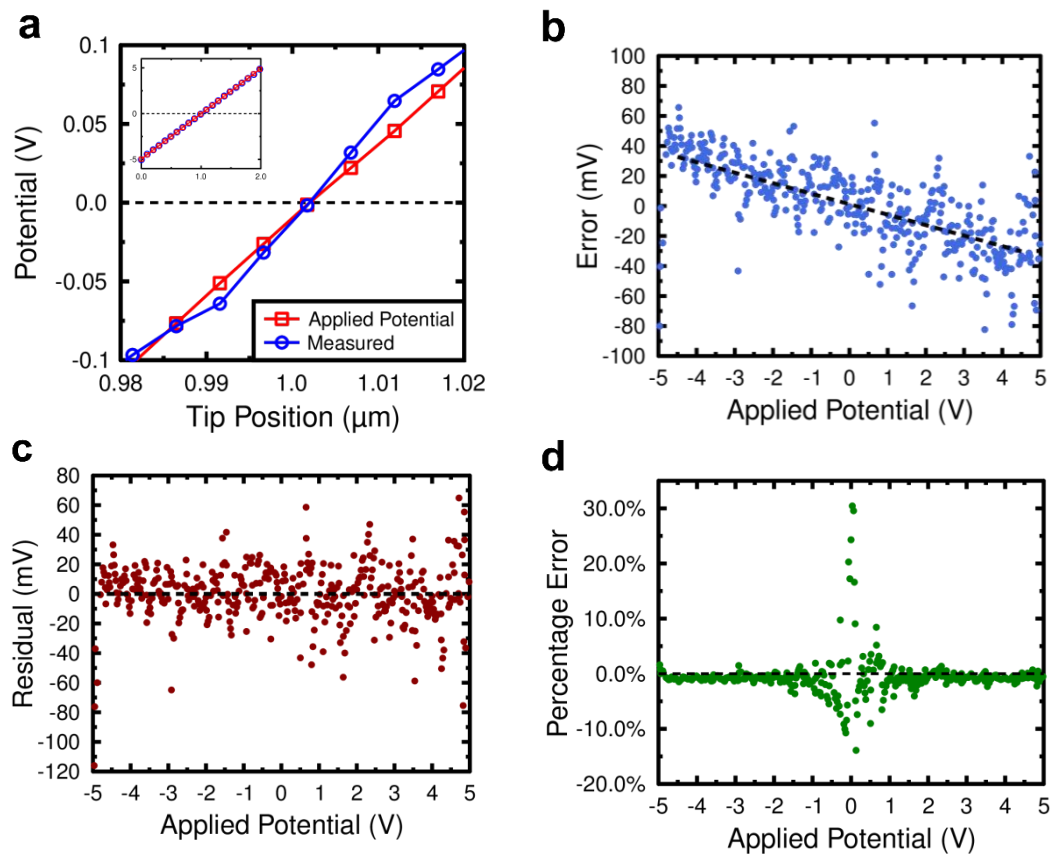 a
0.1
0.05
0.0
-0.05
-0.1
Potential (V)
5
0
-5
0.0 1.0 2.0
Applied Potential
Measured
0.98 0.99 1.0 1.01 1.02
Tip Position (µm)
b
100
80
60
40
20
0
-20
-40
-60
-80
-100
Error (mV)
-5 -4 -3 -2 -1 0 1 2 3 4 5
Applied Potential (V)
c
80
60
40
20
0
-20
-40
-60
-80
-100
-120
Residual (mV)
-5 -4 -3 -2 -1 0 1 2 3 4 5
Applied Potential (V)
d
30.0%
20.0%
10.0%
0.0%
-10.0%
-20.0%
Percentage Error
-5 -4 -3 -2 -1 0 1 2 3 4 5
Applied Potential (V)